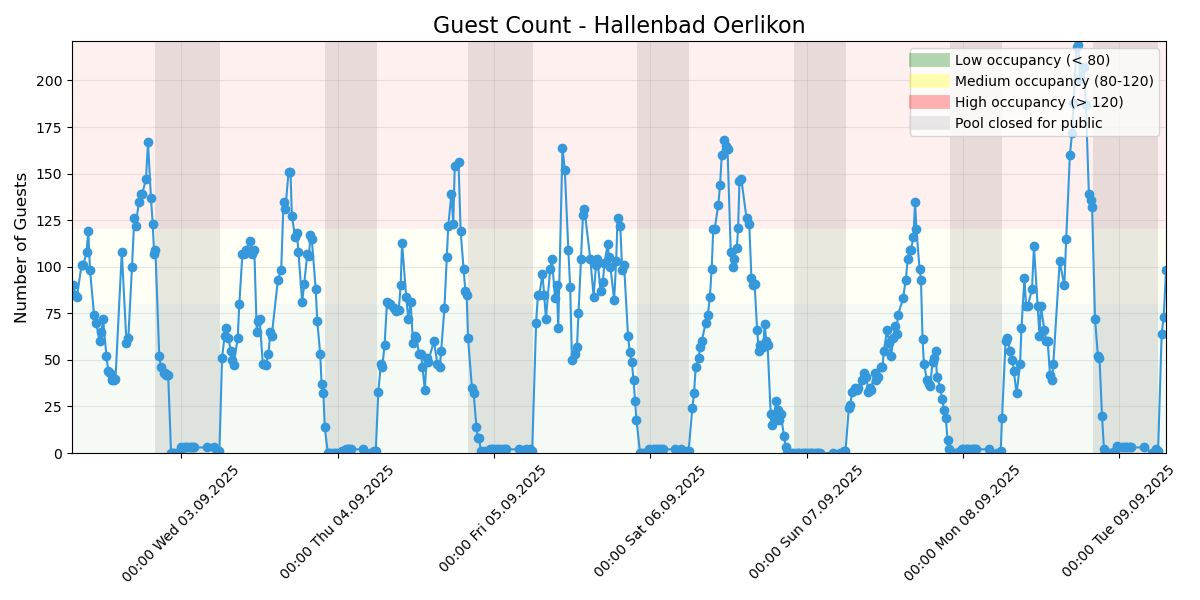 Guest Count - Hallenbad Oerlikon
Number of Guests
200
175
150
125
100
75
50
25
0
Low occupancy (< 80)
Medium occupancy (80-120)
High occupancy (> 120)
Pool closed for public
00:00 Wed 03.09.2025
00:00 Thu 04.09.2025
00:00 Fri 05.09.2025
00:00 Sat 06.09.2025
00:00 Sun 07.09.2025
00:00 Mon 08.09.2025
00:00 Tue 09.09.2025